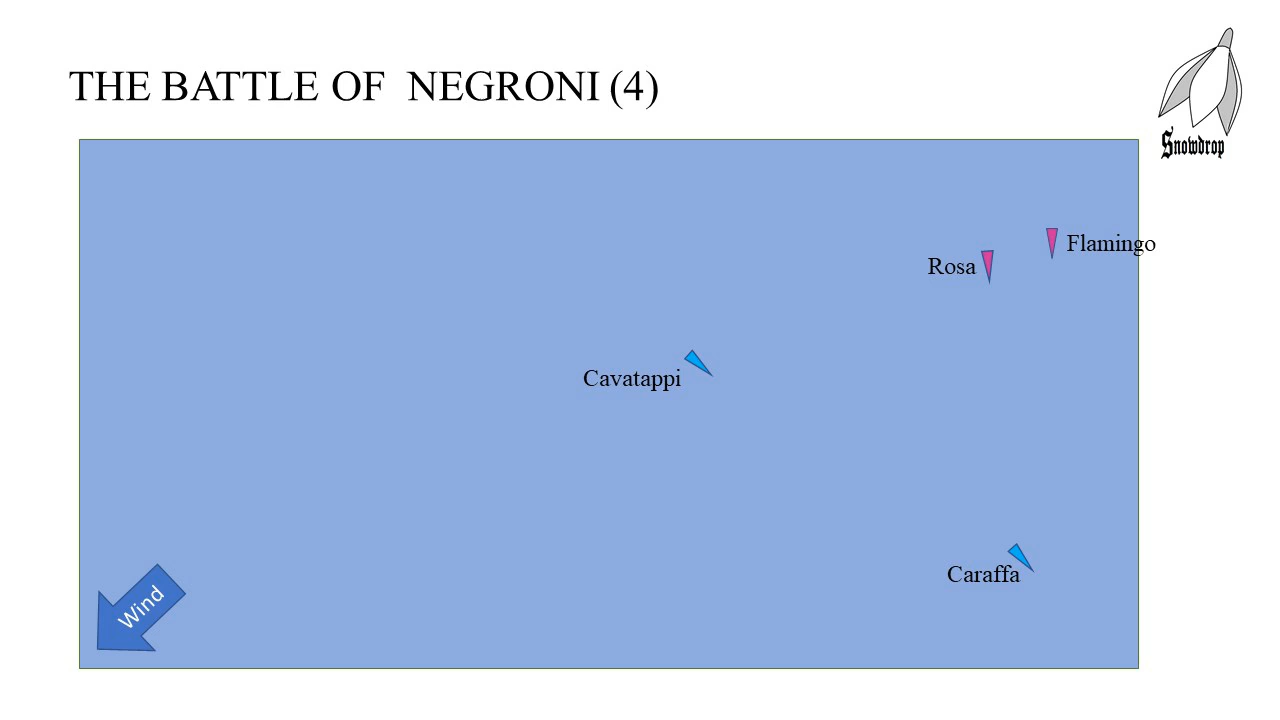 THE BATTLE OF  NEGRONI (4)
Snowdrop
Flamingo
Rosa
Cavatappi
Caraffa
Wind